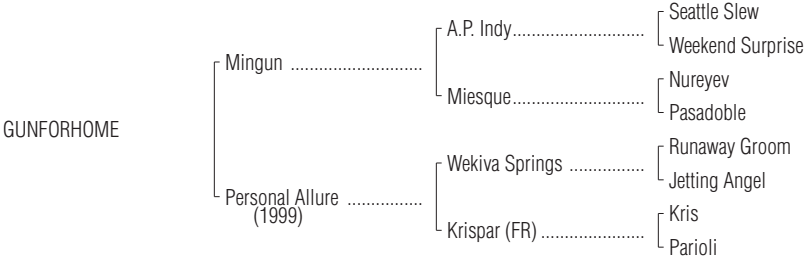 Seattle Slew
A.P. Indy............................
Weekend Surprise
Mingun ............................
Nureyev
Miesque............................
Pasadoble
GUNFORHOME
Runaway Groom
Wekiva Springs ................
Jetting Angel
Personal Allure ................
(1999)
Kris
Krispar (FR) ......................
Parioli